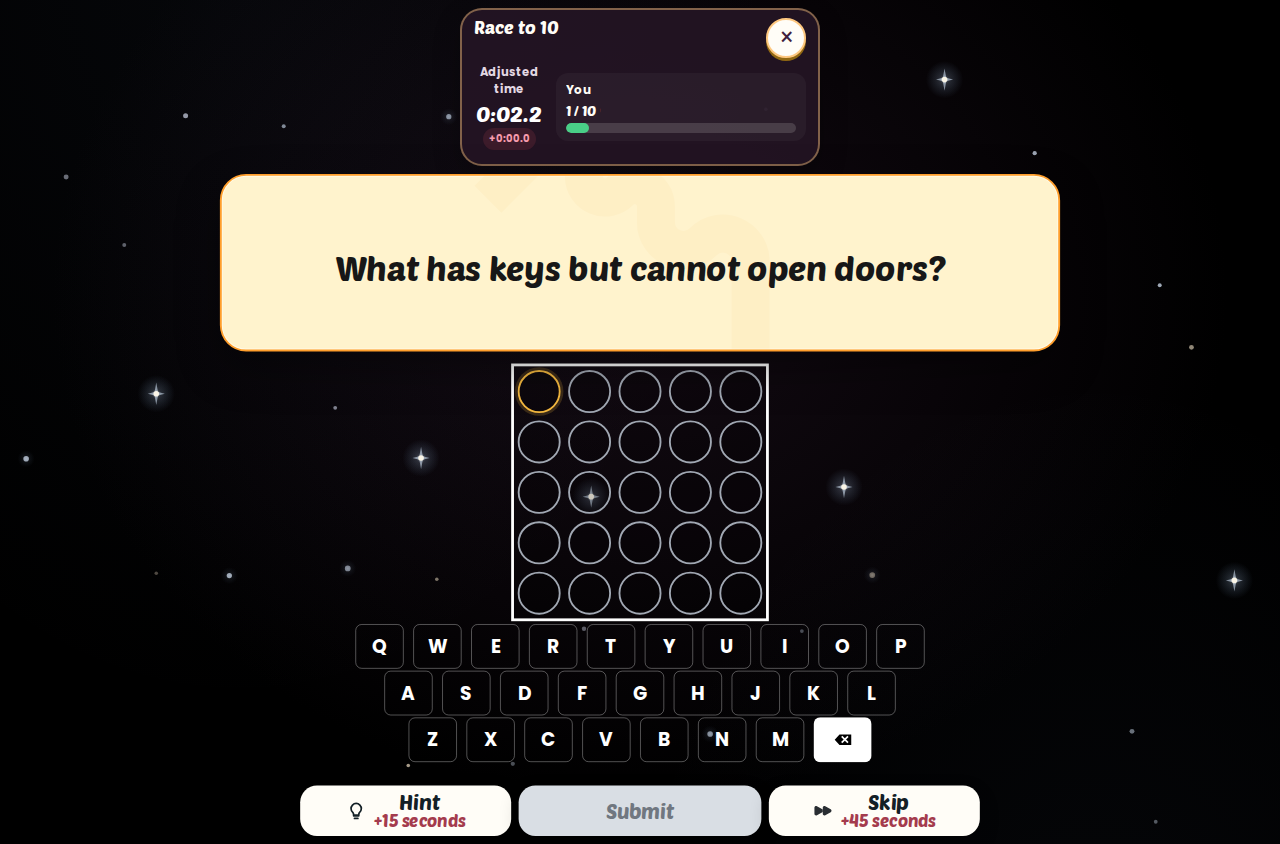 Race to 10
×
Adjusted
time
0:02.2
+0:00.0
You
1 / 10
What has keys but cannot open doors?
Q W E R T Y U I O P
A S D F G H J K L
Z X C V B N M
Hint
+15 seconds
Submit
Skip
+45 seconds